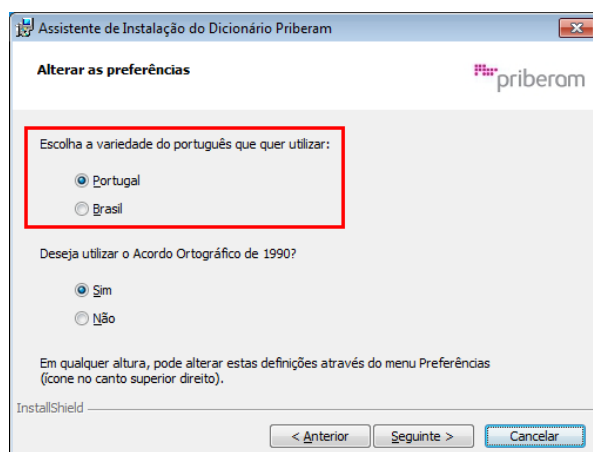 Assistente de Instalação do Dicionário Priberam
Alterar as preferências
priberam
Escolha a variedade do português que quer utilizar:
Portugal
Brasil
Deseja utilizar o Acordo Ortográfico de 1990?
Sim
Não
Em qualquer altura, pode alterar estas definições através do menu Preferências
(ícone no canto superior direito).
InstallShield
< Anterior Seguinte > Cancelar